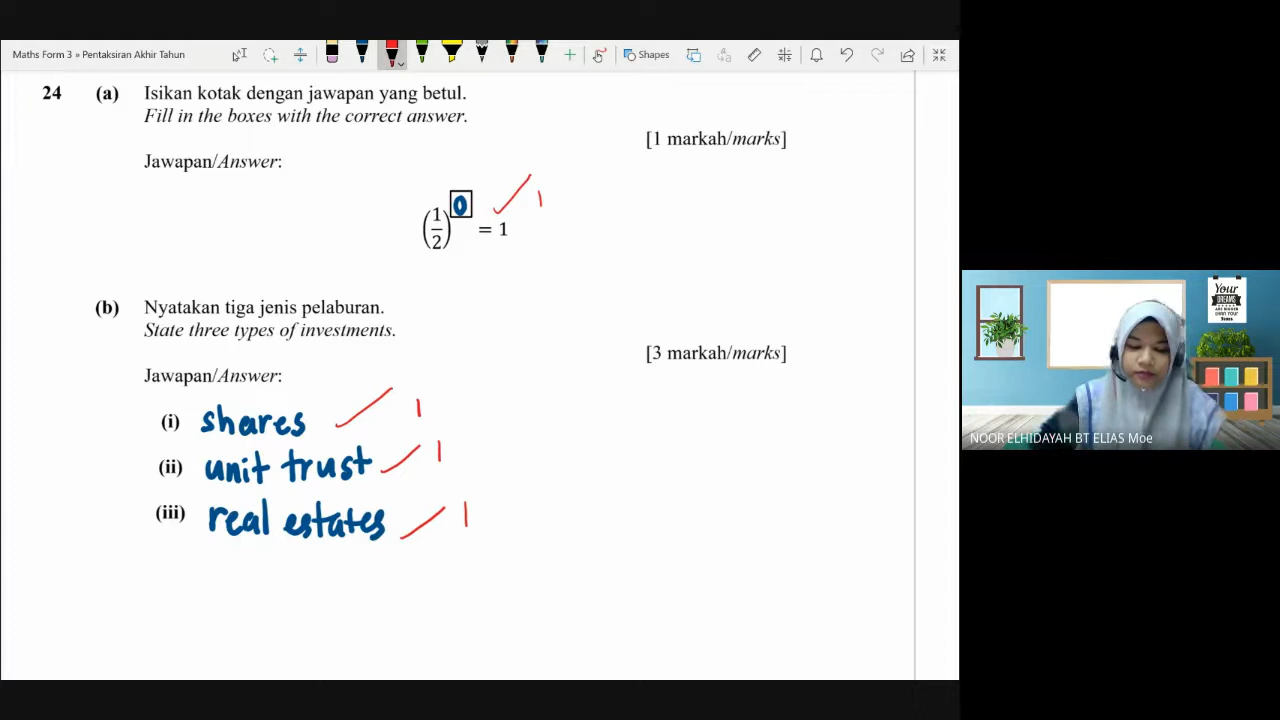 Maths Form 3 » Pentaksiran Akhir Tahun
Shapes
24 (a) Isikan kotak dengan jawapan yang betul.
Fill in the boxes with the correct answer.
[1 markah/marks]
Jawapan/Answer:
(1/2)^0 = 1 ✓ 1
(b) Nyatakan tiga jenis pelaburan.
State three types of investments.
[3 markah/marks]
Jawapan/Answer:
(i) shares ✓ 1
(ii) unit trust ✓ 1
(iii) real estates ✓ 1
Your
DREAMS
NOOR ELHIDAYAH BT ELIAS Moe